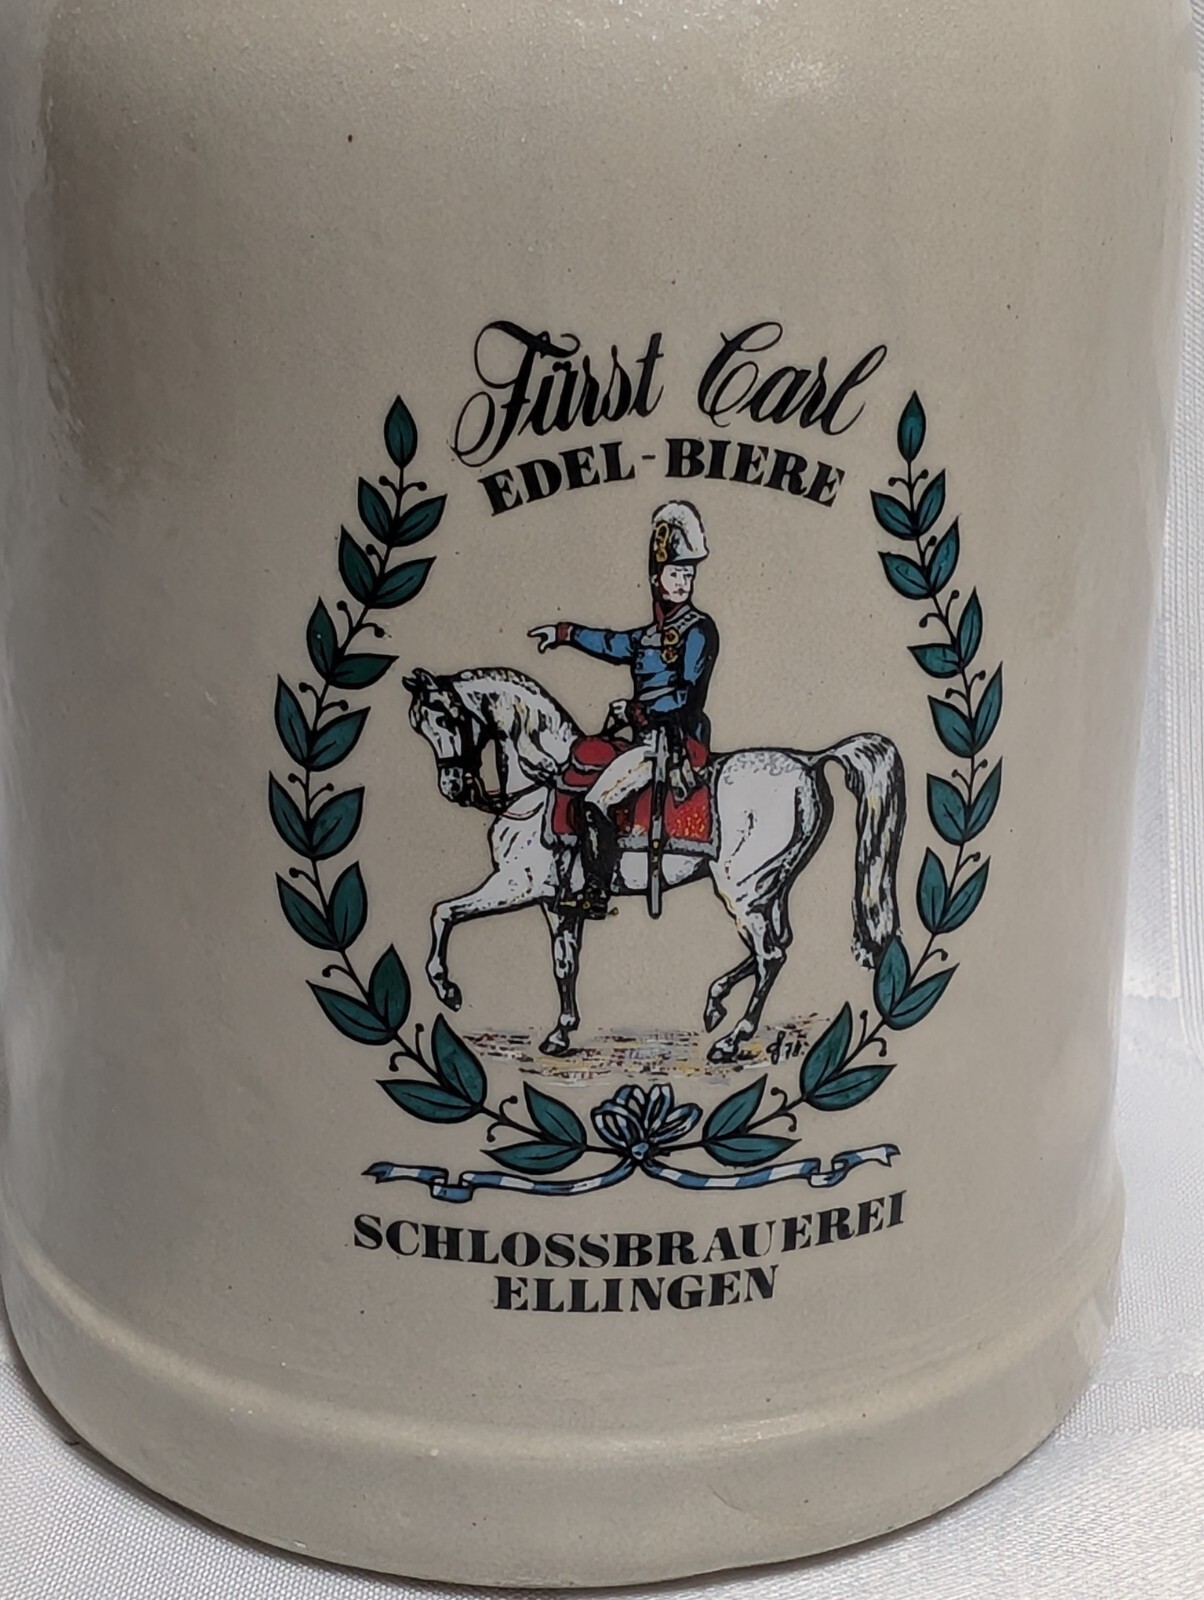 Fürst Carl
EDEL-BIERE
SCHLOSSBRAUEREI
ELLINGEN